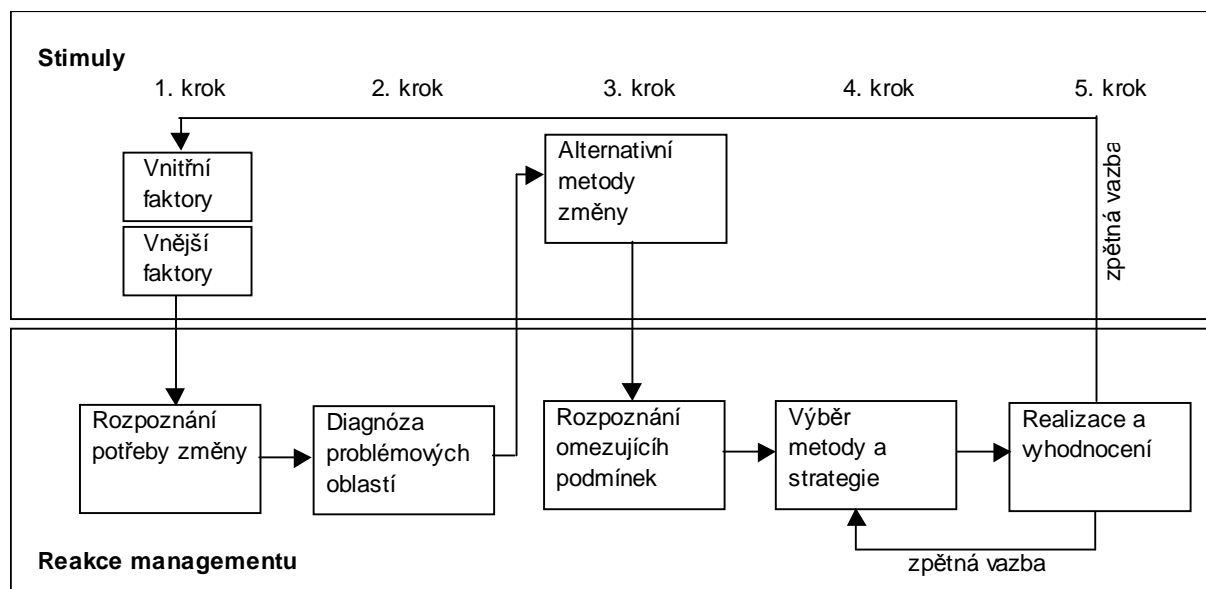 Stimuly
1. krok
2. krok
3. krok
4. krok
5. krok
Vnitřní
faktory
Vnější
faktory
Alternativní
metody
změny
zpětná vazba
Rozpoznání
potřeby změny
Diagnóza
problémových
oblastí
Rozpoznání
omezujících
podmínek
Výběr
metody a
strategie
Realizace a
vyhodnocení
zpětná vazba
Reakce managementu